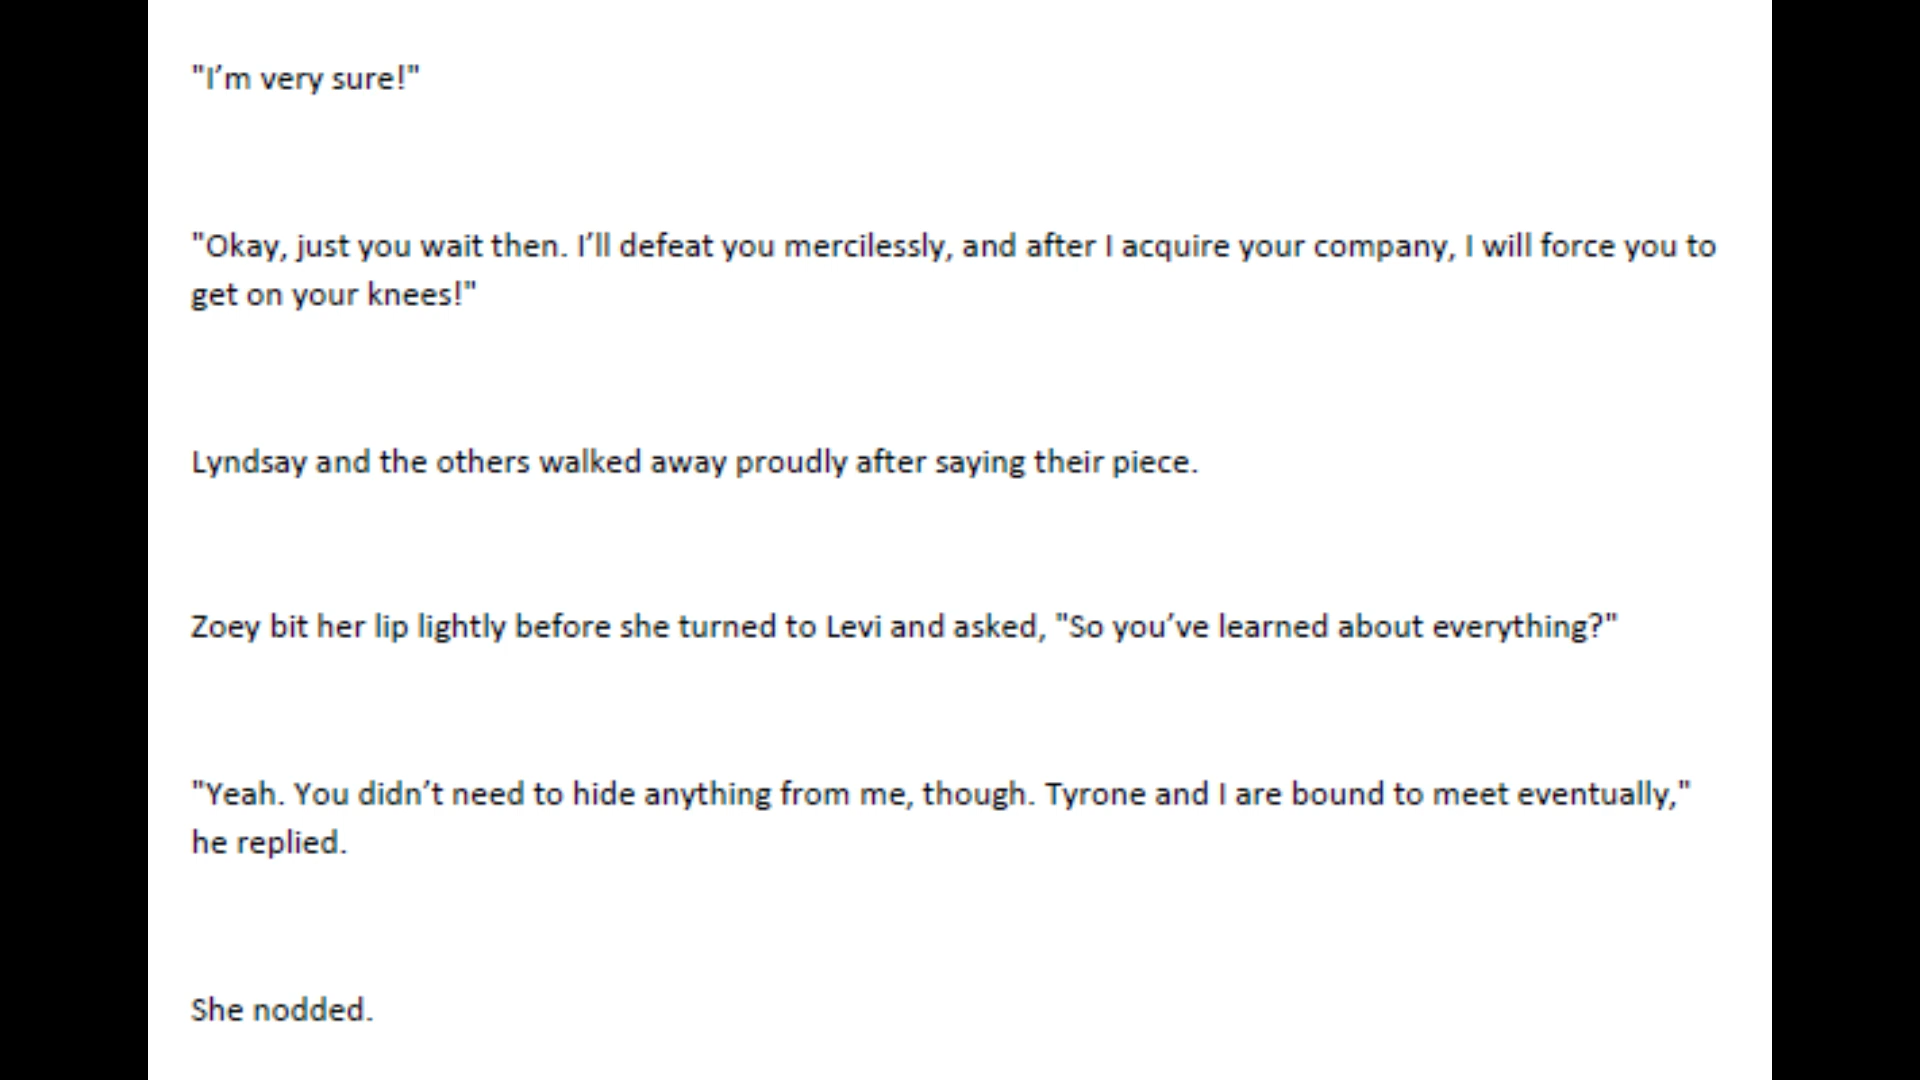 "I’m very sure!"
"Okay, just you wait then. I’ll defeat you mercilessly, and after I acquire your company, I will force you to
get on your knees!"
Lyndsay and the others walked away proudly after saying their piece.
Zoey bit her lip lightly before she turned to Levi and asked, "So you’ve learned about everything?"
"Yeah. You didn’t need to hide anything from me, though. Tyrone and I are bound to meet eventually,"
he replied.
She nodded.